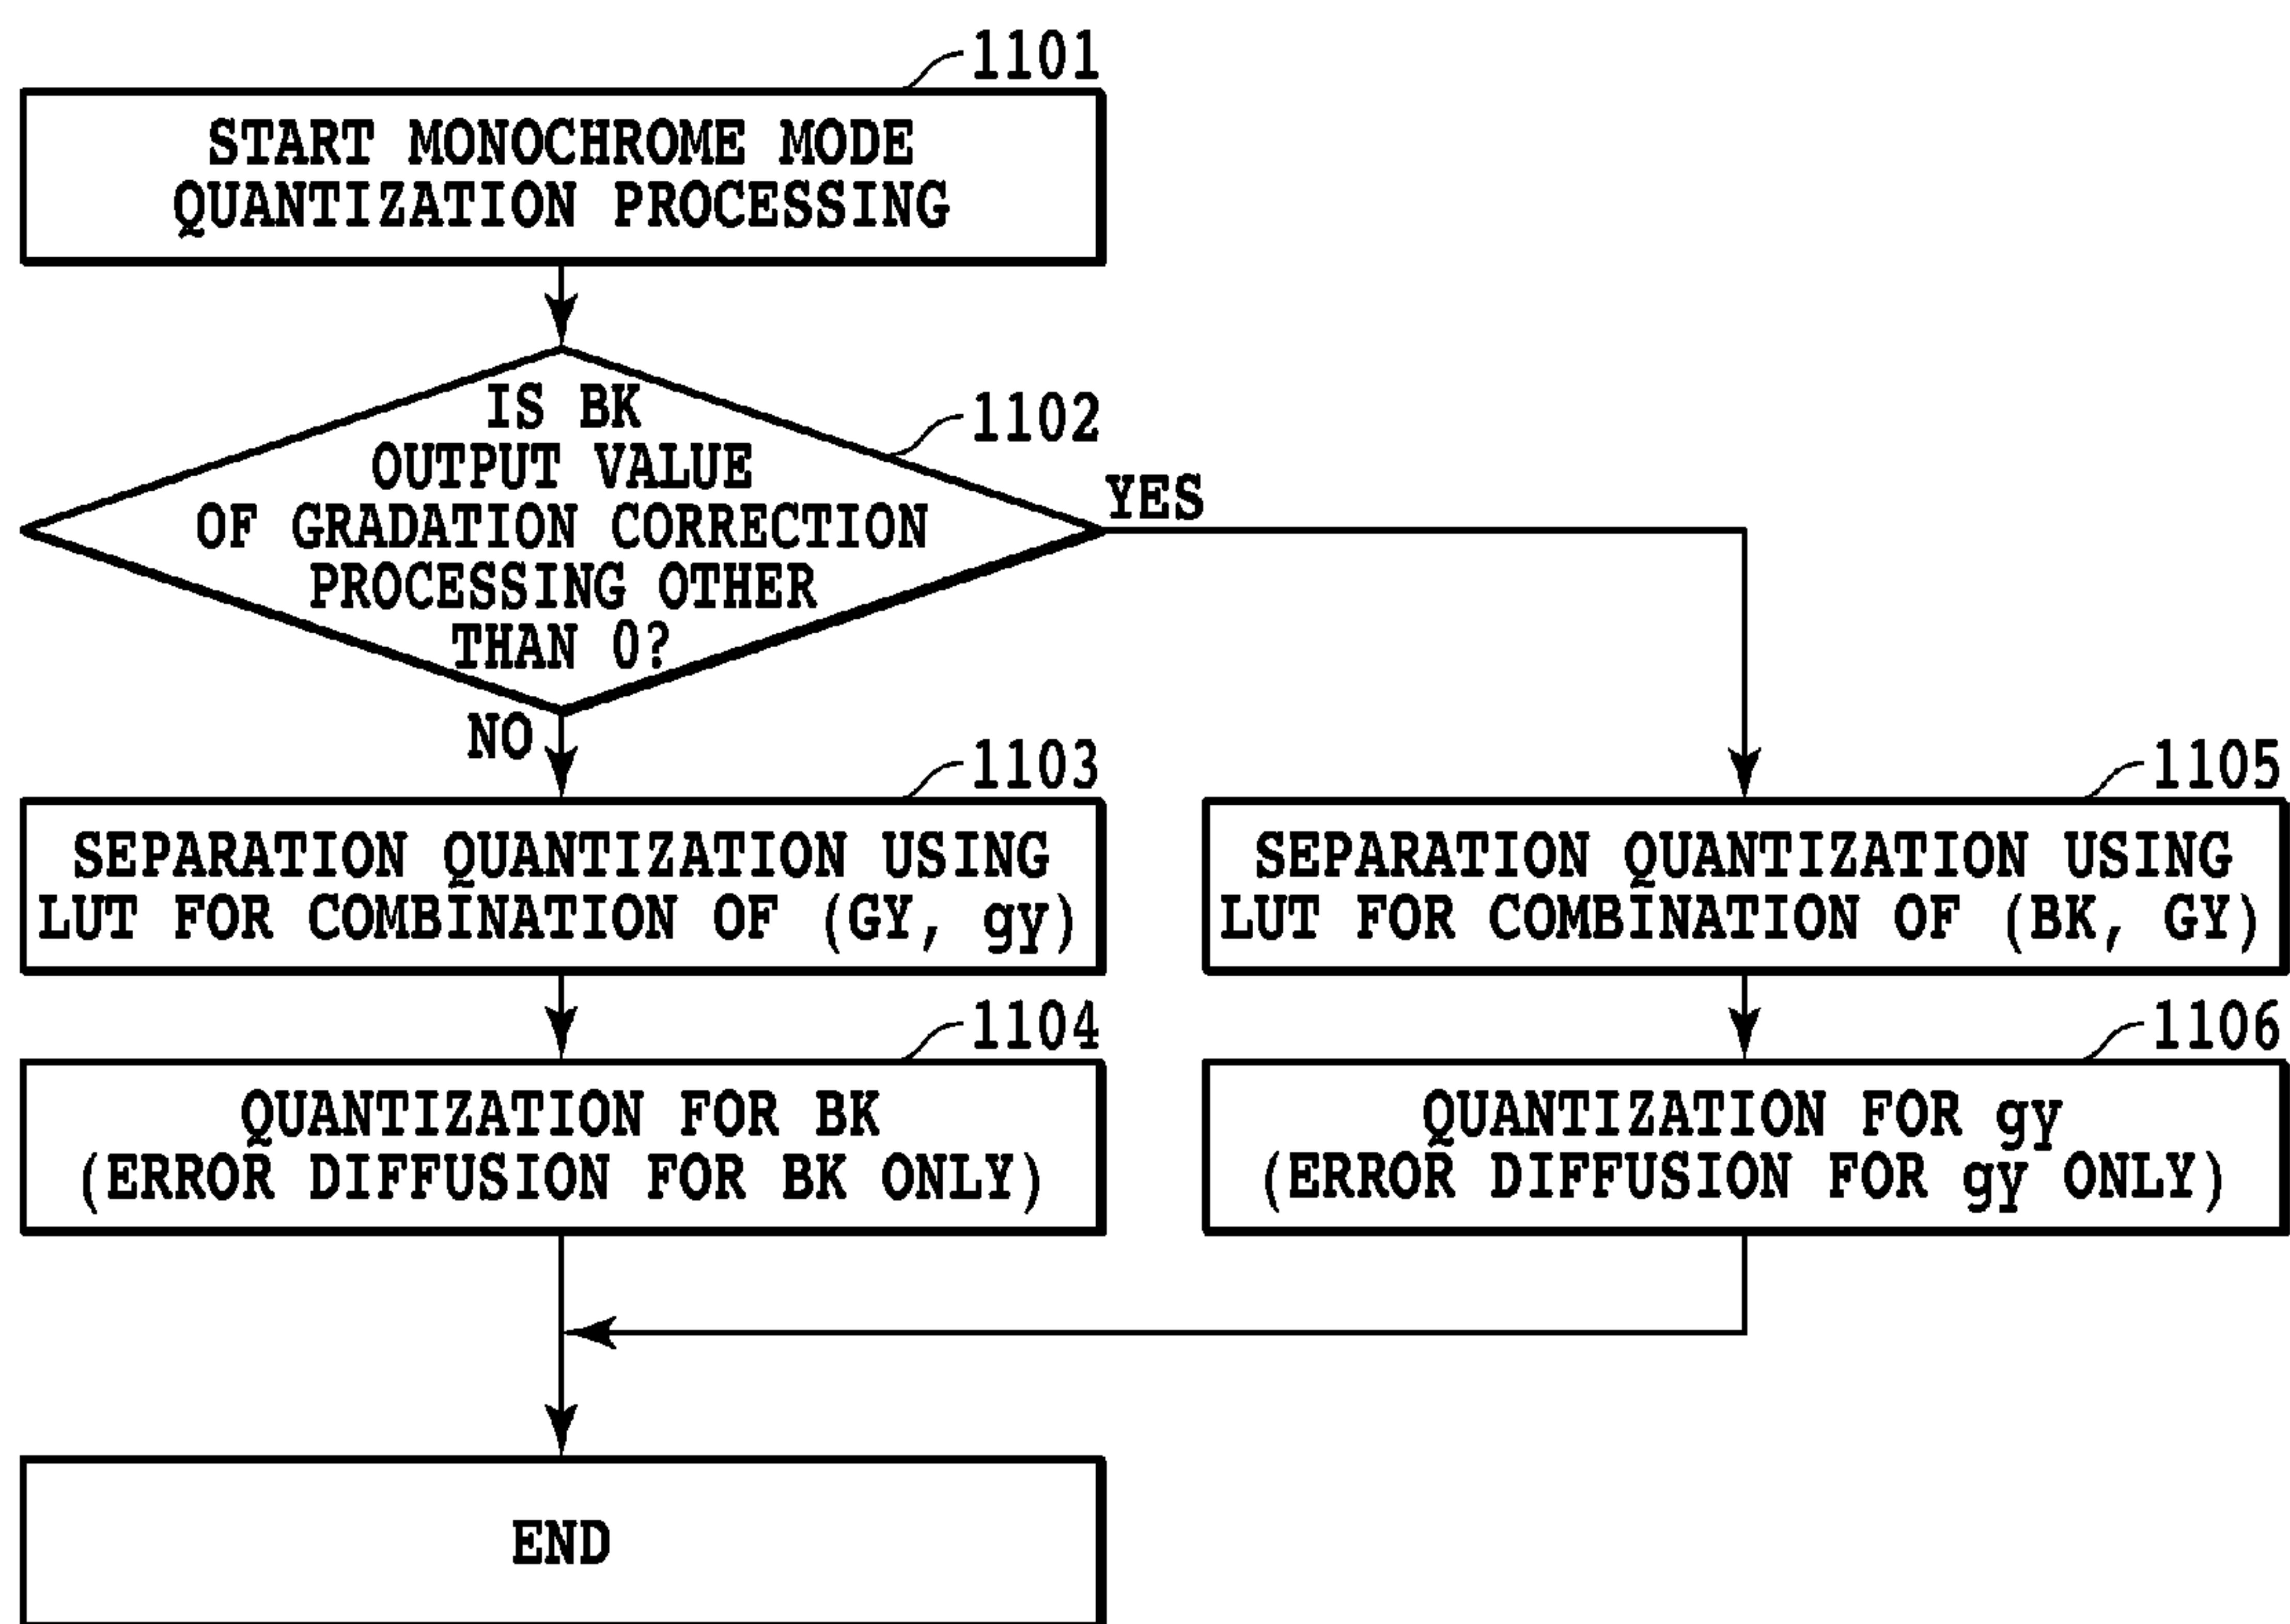 1101
START MONOCHROME MODE
QUANTIZATION PROCESSING
1102
IS BK
OUTPUT VALUE
OF GRADATION CORRECTION
PROCESSING OTHER
THAN 0?
YES
NO
1103
SEPARATION QUANTIZATION USING
LUT FOR COMBINATION OF (GY, gy)
1105
SEPARATION QUANTIZATION USING
LUT FOR COMBINATION OF (BK, GY)
1104
QUANTIZATION FOR BK
(ERROR DIFFUSION FOR BK ONLY)
1106
QUANTIZATION FOR gy
(ERROR DIFFUSION FOR gy ONLY)
END